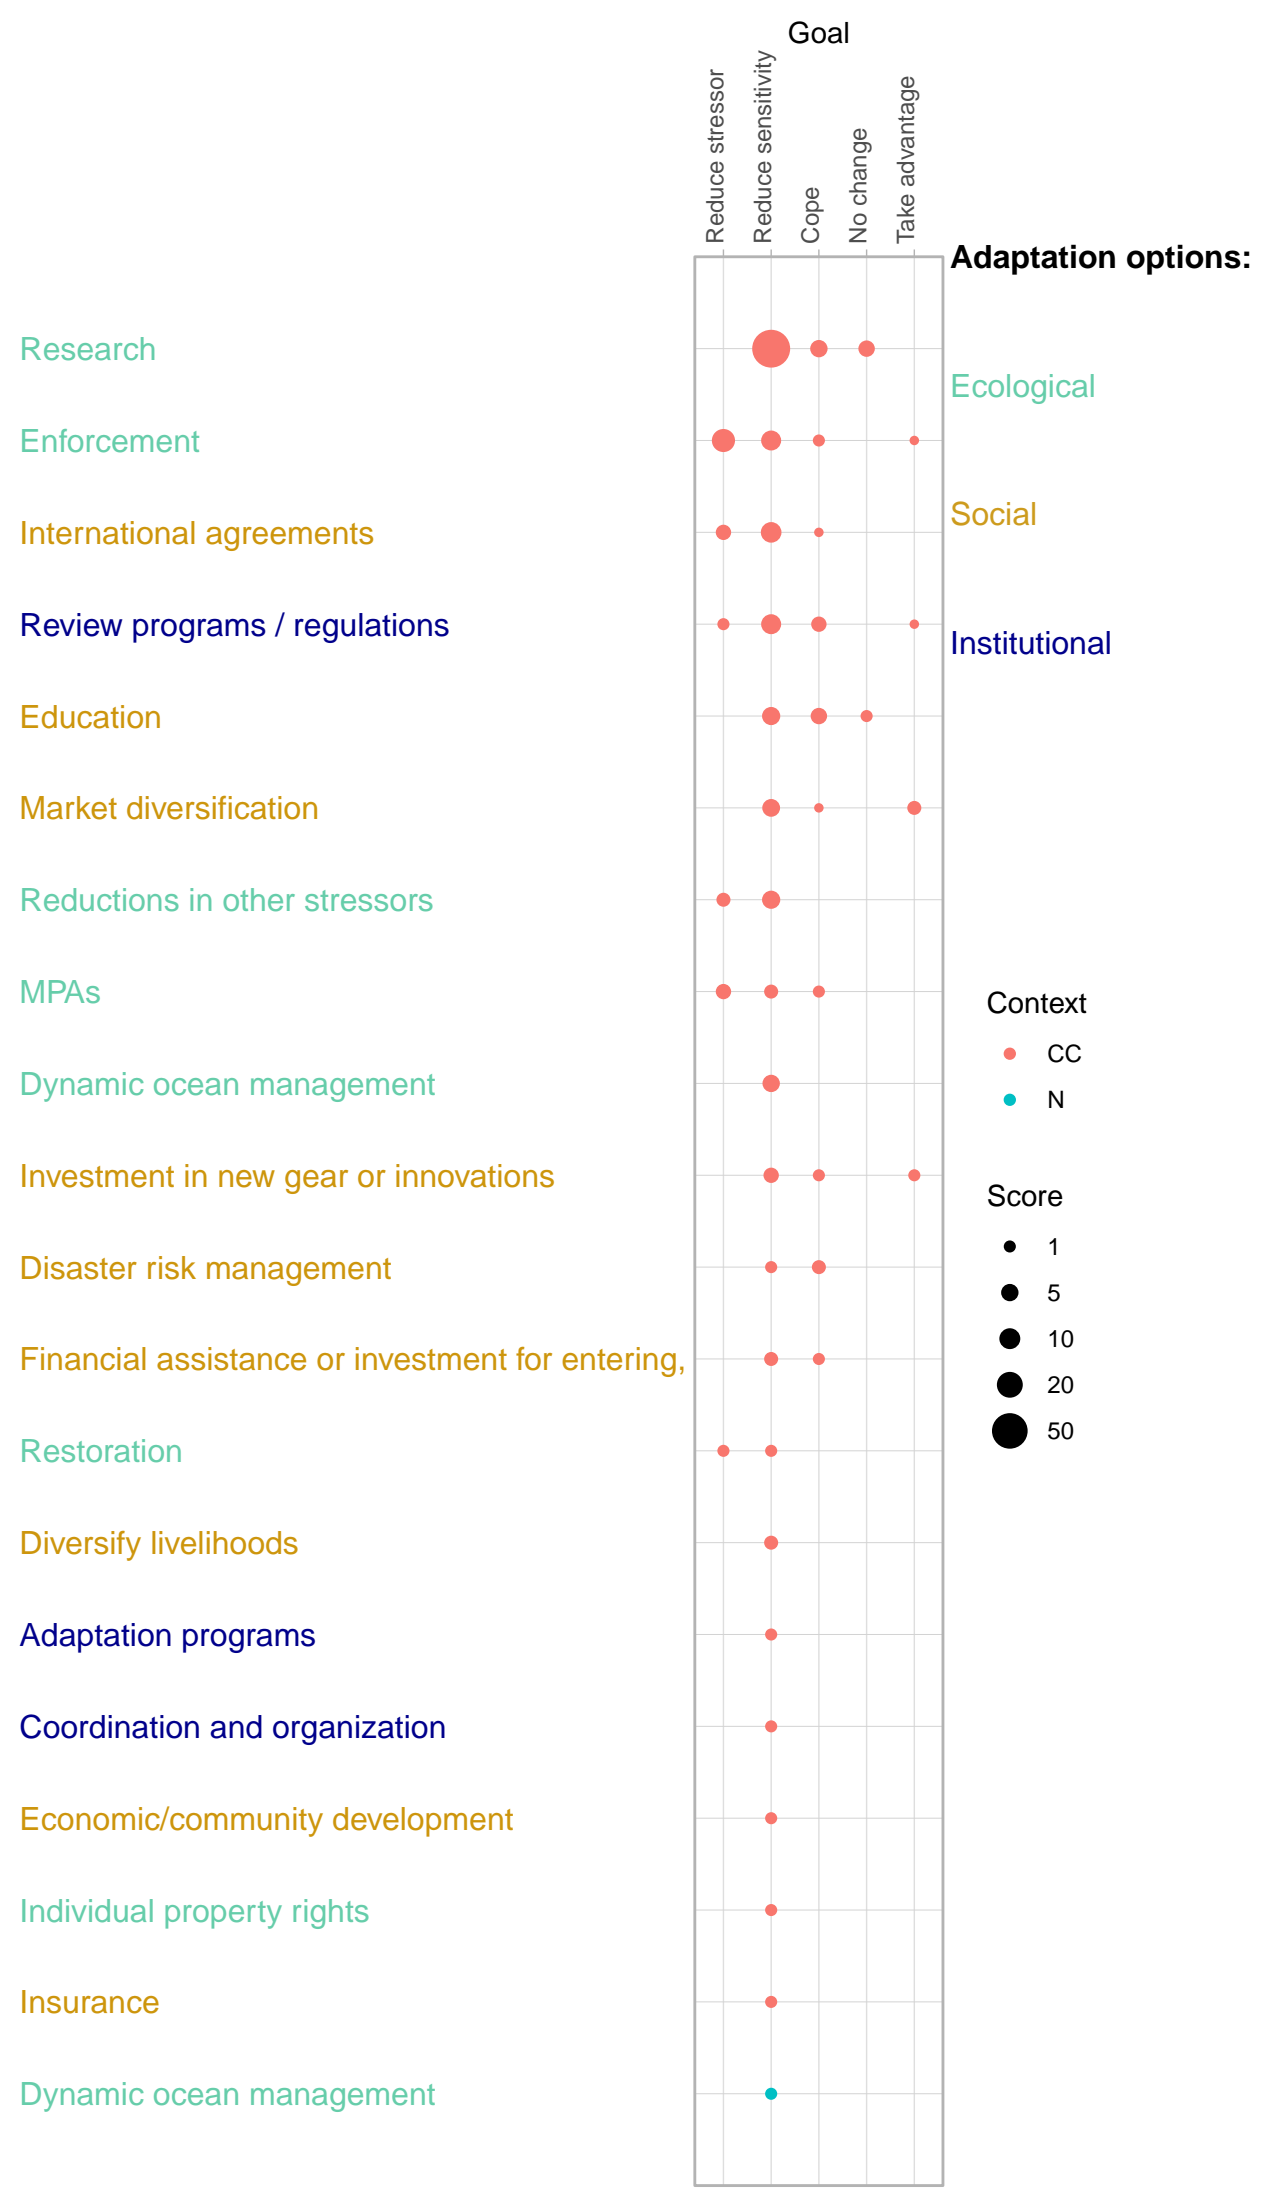 Goal
Reduce stressor
Reduce sensitivity
Cope
No change
Take advantage
Adaptation options:
Research
Ecological
Enforcement
International agreements
Social
Review programs / regulations
Institutional
Education
Market diversification
Reductions in other stressors
MPAs
Dynamic ocean management
Investment in new gear or innovations
Disaster risk management
Financial assistance or investment for entering,
Restoration
Diversify livelihoods
Adaptation programs
Coordination and organization
Economic/community development
Individual property rights
Insurance
Dynamic ocean management
Context
CC
N
Score
1
5
10
20
50